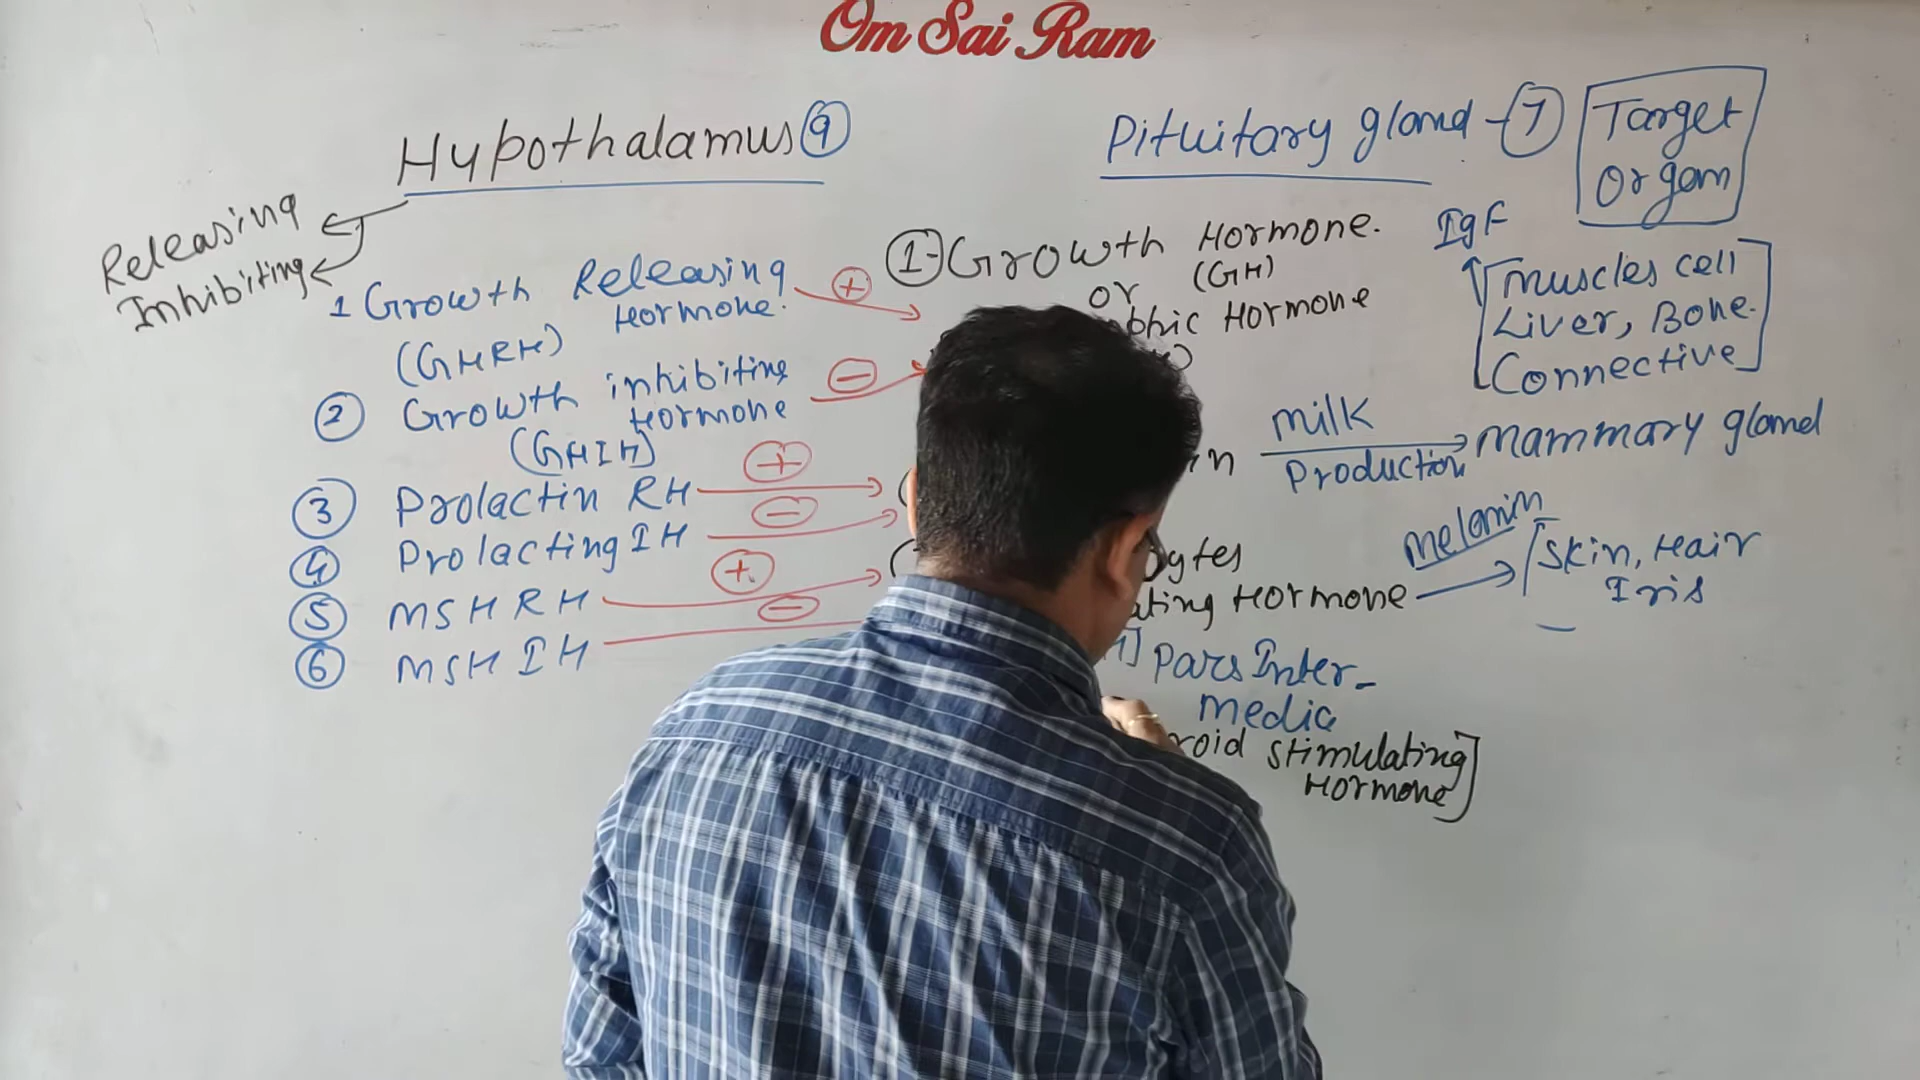 Om Sai Ram
Hypothalamus 9
Releasing
Inhibiting
1 Growth Releasing
Hormone.
(GHRH)
2 Growth inhibiting
Hormone
(GHIH)
+
-
3 Prolactin RH
+
4 Prolacting IH
-
5 MSH RH
+
6 MSH IH
-
Pituitary gland - 7
Target
Organ
1- Growth Hormone.
(GH)
or
Hormone
IgF
Muscles cell
Liver, Bone.
Connective
in
milk
Production
Mammary gland
ytes
ating Hormone
Melanin
Skin, Hair
Iris
Pars Inter-
media
roid stimulating
Hormone